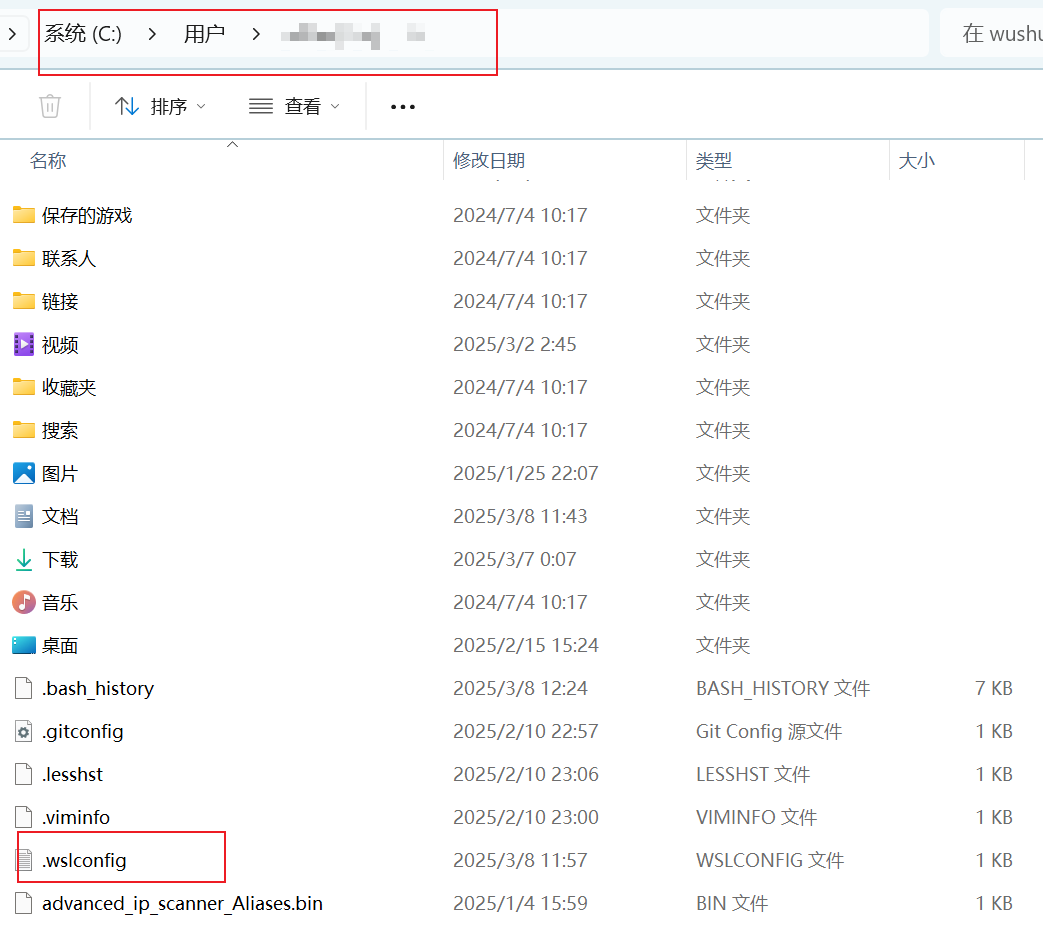 系统 (C:) > 用户 >
在 wushu
排序 查看 •••
名称 修改日期 类型 大小
保存的游戏 2024/7/4 10:17 文件夹
联系人 2024/7/4 10:17 文件夹
链接 2024/7/4 10:17 文件夹
视频 2025/3/2 2:45 文件夹
收藏夹 2024/7/4 10:17 文件夹
搜索 2024/7/4 10:17 文件夹
图片 2025/1/25 22:07 文件夹
文档 2025/3/8 11:43 文件夹
下载 2025/3/7 0:07 文件夹
音乐 2024/7/4 10:17 文件夹
桌面 2025/2/15 15:24 文件夹
.bash_history 2025/3/8 12:24 BASH_HISTORY 文件 7 KB
.gitconfig 2025/2/10 22:57 Git Config 源文件 1 KB
.lesshst 2025/2/10 23:06 LESSHST 文件 1 KB
.viminfo 2025/2/10 23:00 VIMINFO 文件 1 KB
.wslconfig 2025/3/8 11:57 WSLCONFIG 文件 1 KB
advanced_ip_scanner_Aliases.bin 2025/1/4 15:59 BIN 文件 1 KB